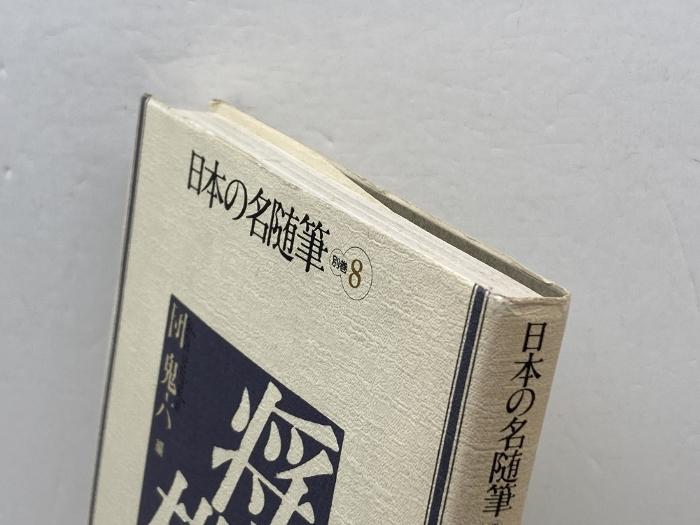 日本の名随筆 別巻 8
団鬼六 編
将
日本の名随筆